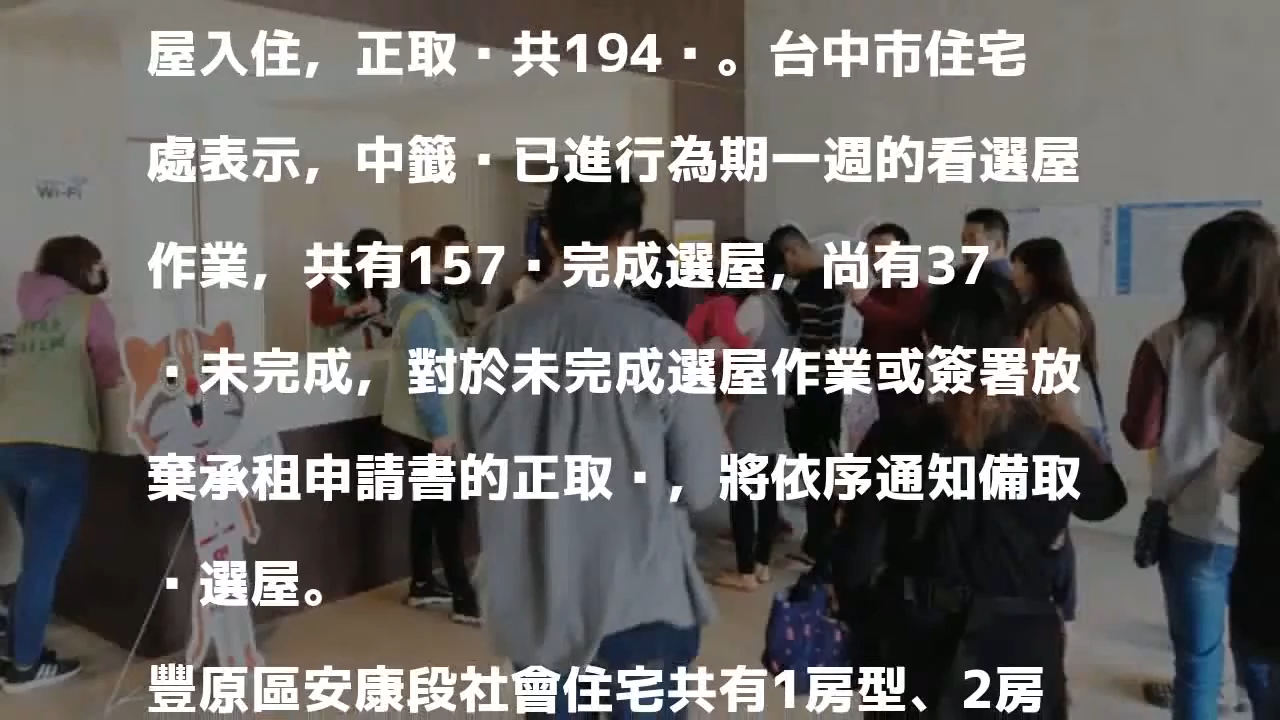 屋入住，正取▪共194▪。台中市住宅
處表示，中籤▪已進行為期一週的看選屋
作業，共有157▪完成選屋，尚有37
▪未完成，對於未完成選屋作業或簽署放
棄承租申請書的正取▪，將依序通知備取
▪選屋。
豐原區安康段社會住宅共有1房型、2房
Wi-Fi